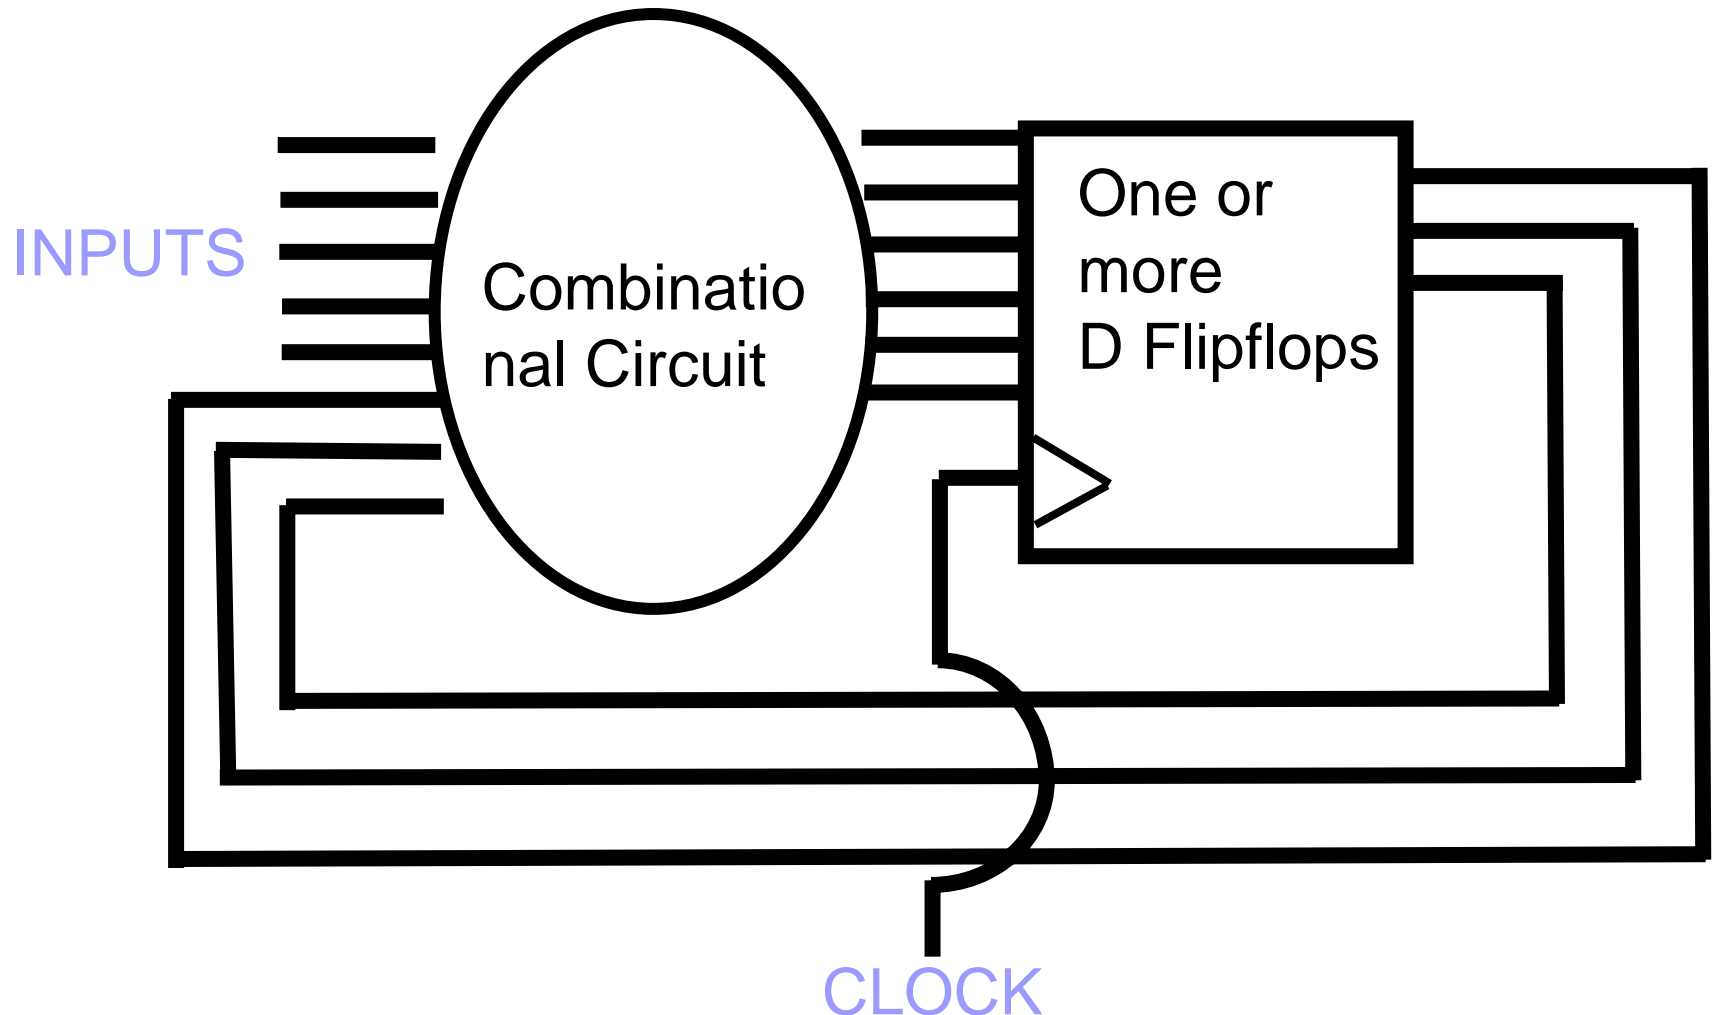 INPUTS
Combinatio
nal Circuit
One or
more
D Flipflops
CLOCK